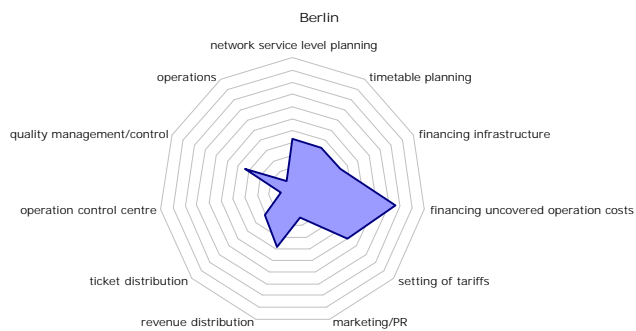 Berlin
network service level planning
operations
timetable planning
quality management/control
financing infrastructure
operation control centre
financing uncovered operation costs
ticket distribution
setting of tariffs
revenue distribution
marketing/PR